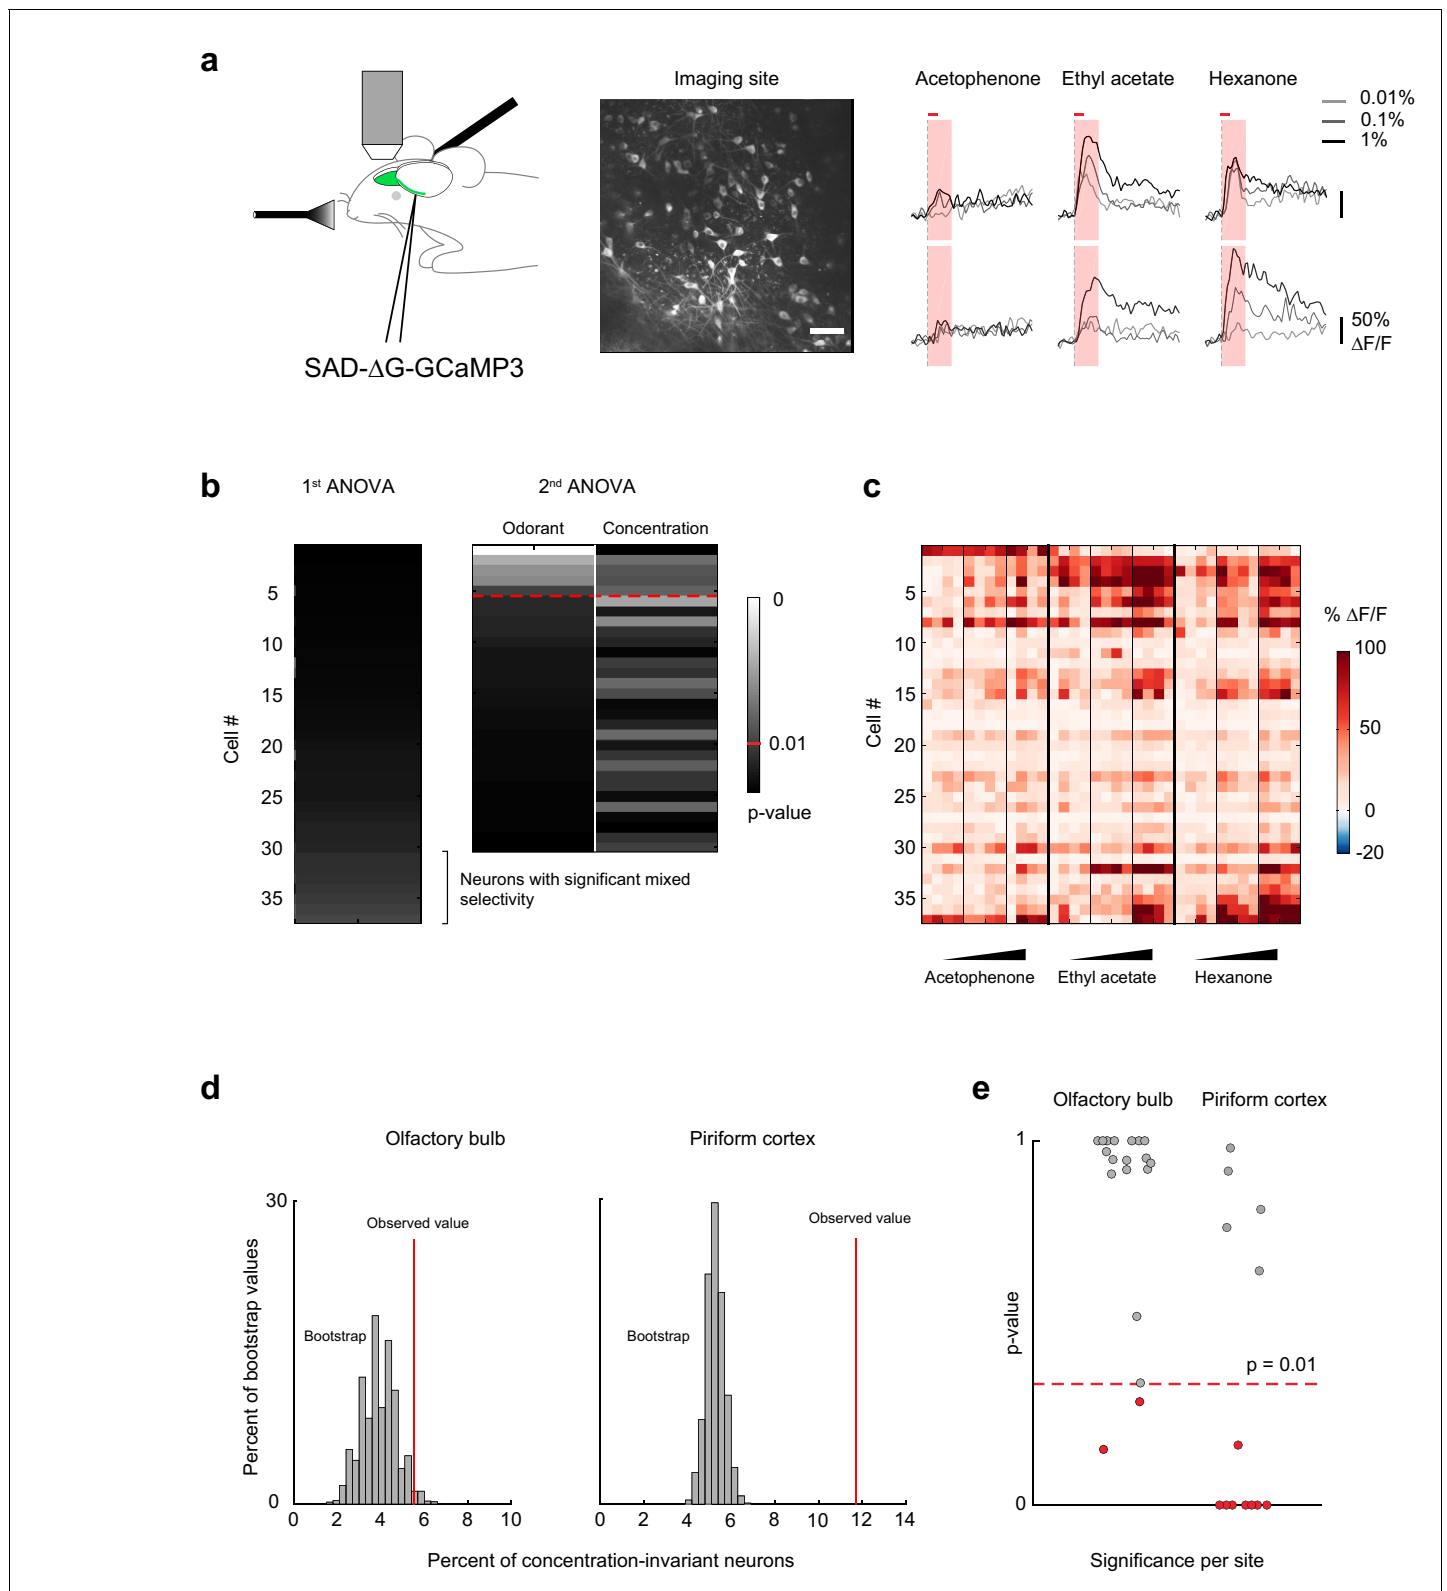 a
Imaging site
Acetophenone
Ethyl acetate
Hexanone
0.01%
0.1%
1%
50%
ΔF/F
SAD-ΔG-GCaMP3
b
1st ANOVA
2nd ANOVA
Odorant
Concentration
Cell #
5
10
15
20
25
30
35
0
0.01
p-value
Neurons with significant mixed
selectivity
c
Cell #
5
10
15
20
25
30
35
% ΔF/F
100
50
0
-20
Acetophenone
Ethyl acetate
Hexanone
d
Olfactory bulb
Piriform cortex
Percent of bootstrap values
30
0
Observed value
Bootstrap
0 2 4 6 8 10
Observed value
Bootstrap
0 2 4 6 8 10 12 14
Percent of concentration-invariant neurons
e
Olfactory bulb
Piriform cortex
1
p-value
p = 0.01
0
Significance per site